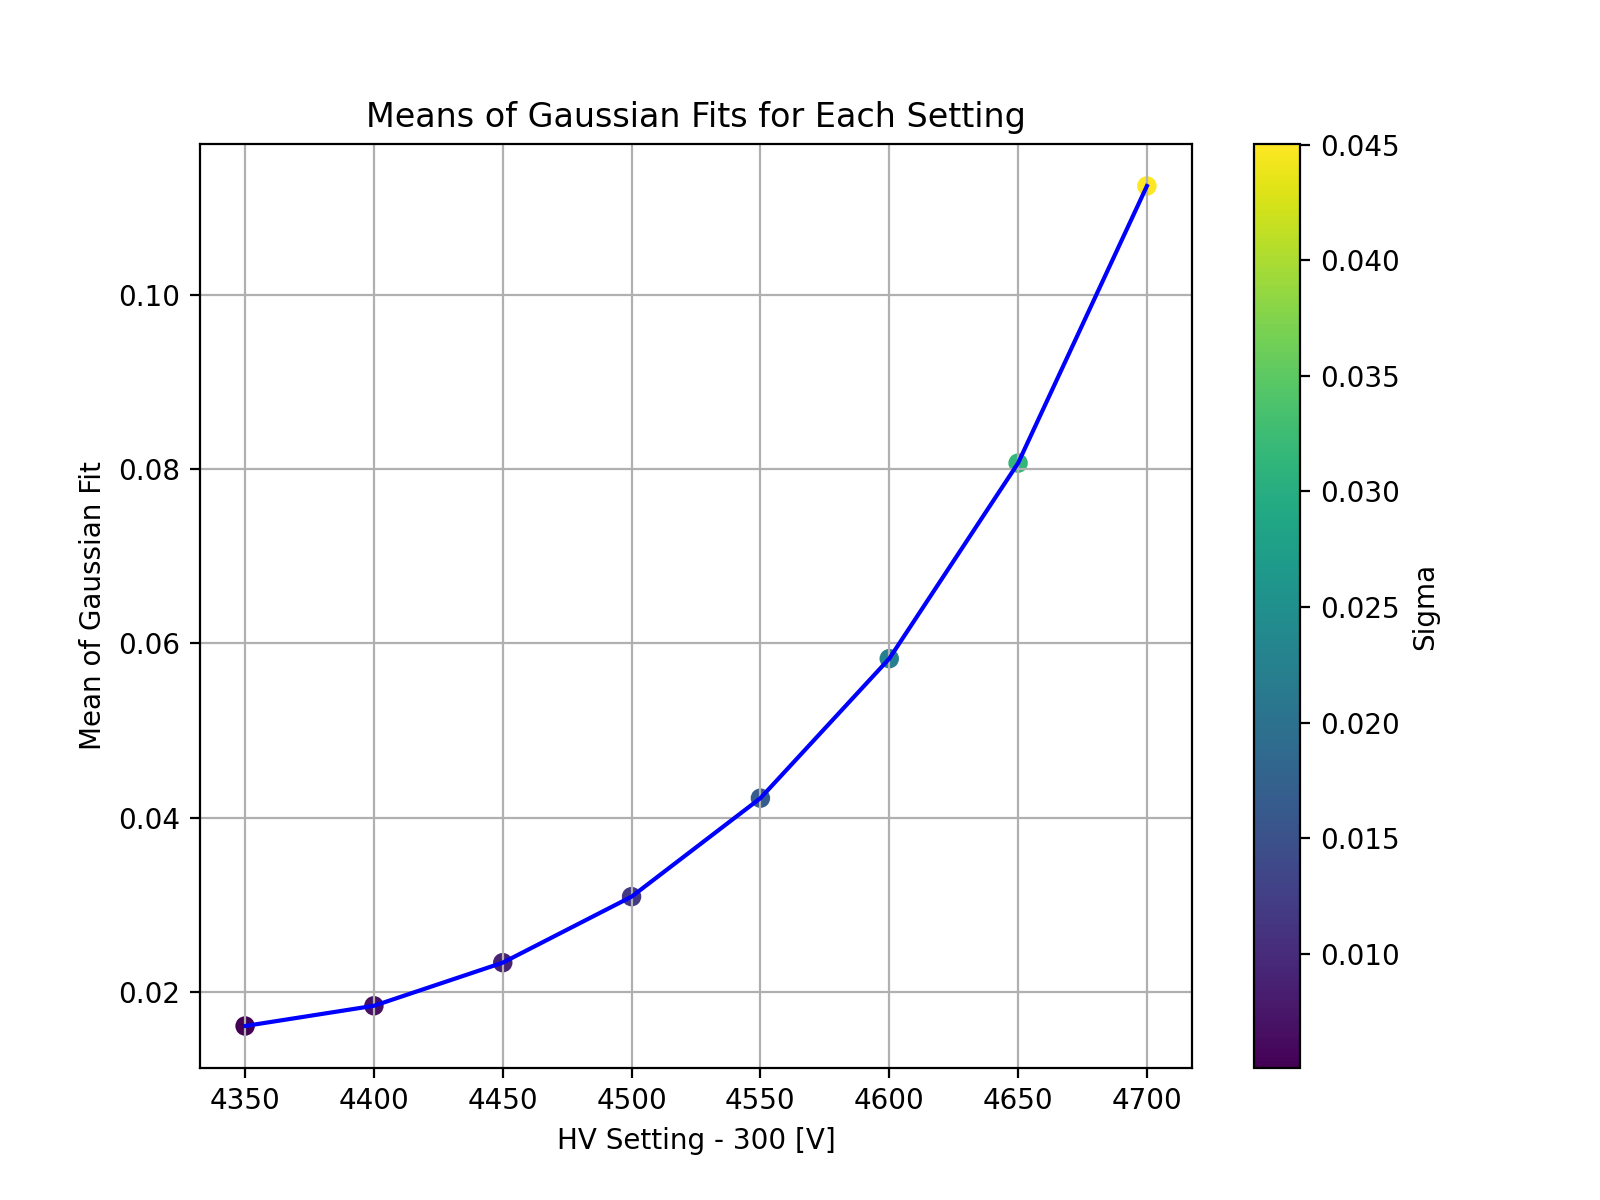 Means of Gaussian Fits for Each Setting
Mean of Gaussian Fit
0.10
0.08
0.06
0.04
0.02
4350 4400 4450 4500 4550 4600 4650 4700
HV Setting - 300 [V]
0.045
0.040
0.035
0.030
0.025
0.020
0.015
0.010
Sigma